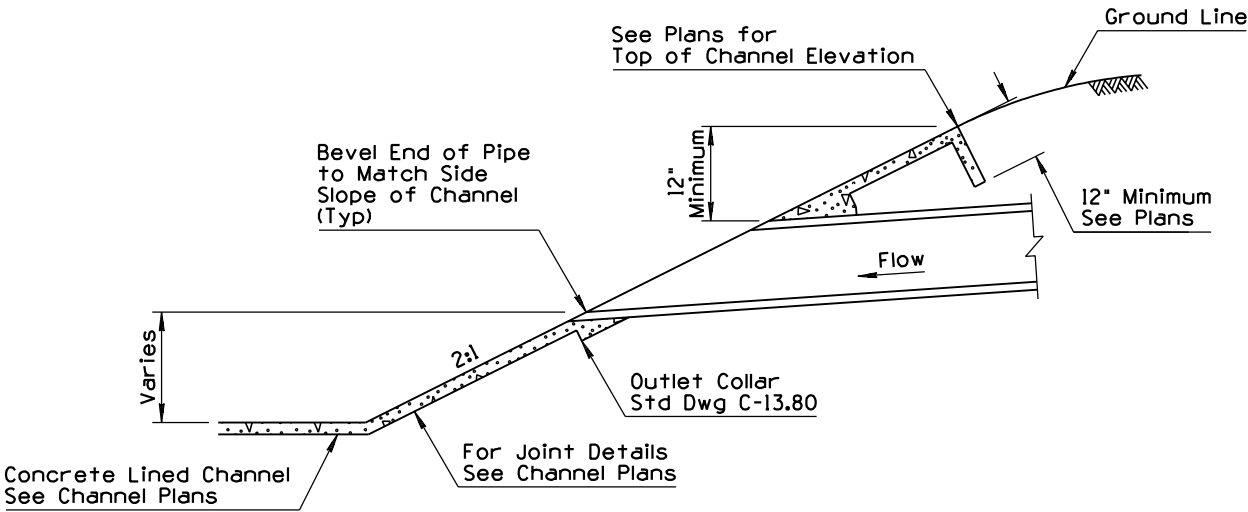 Ground Line
See Plans for
Top of Channel Elevation
Bevel End of Pipe
to Match Side
Slope of Channel
(Typ)
12"
Minimum
12" Minimum
See Plans
Flow
Varies
2:1
Outlet Collar
Std Dwg C-13.80
For Joint Details
See Channel Plans
Concrete Lined Channel
See Channel Plans